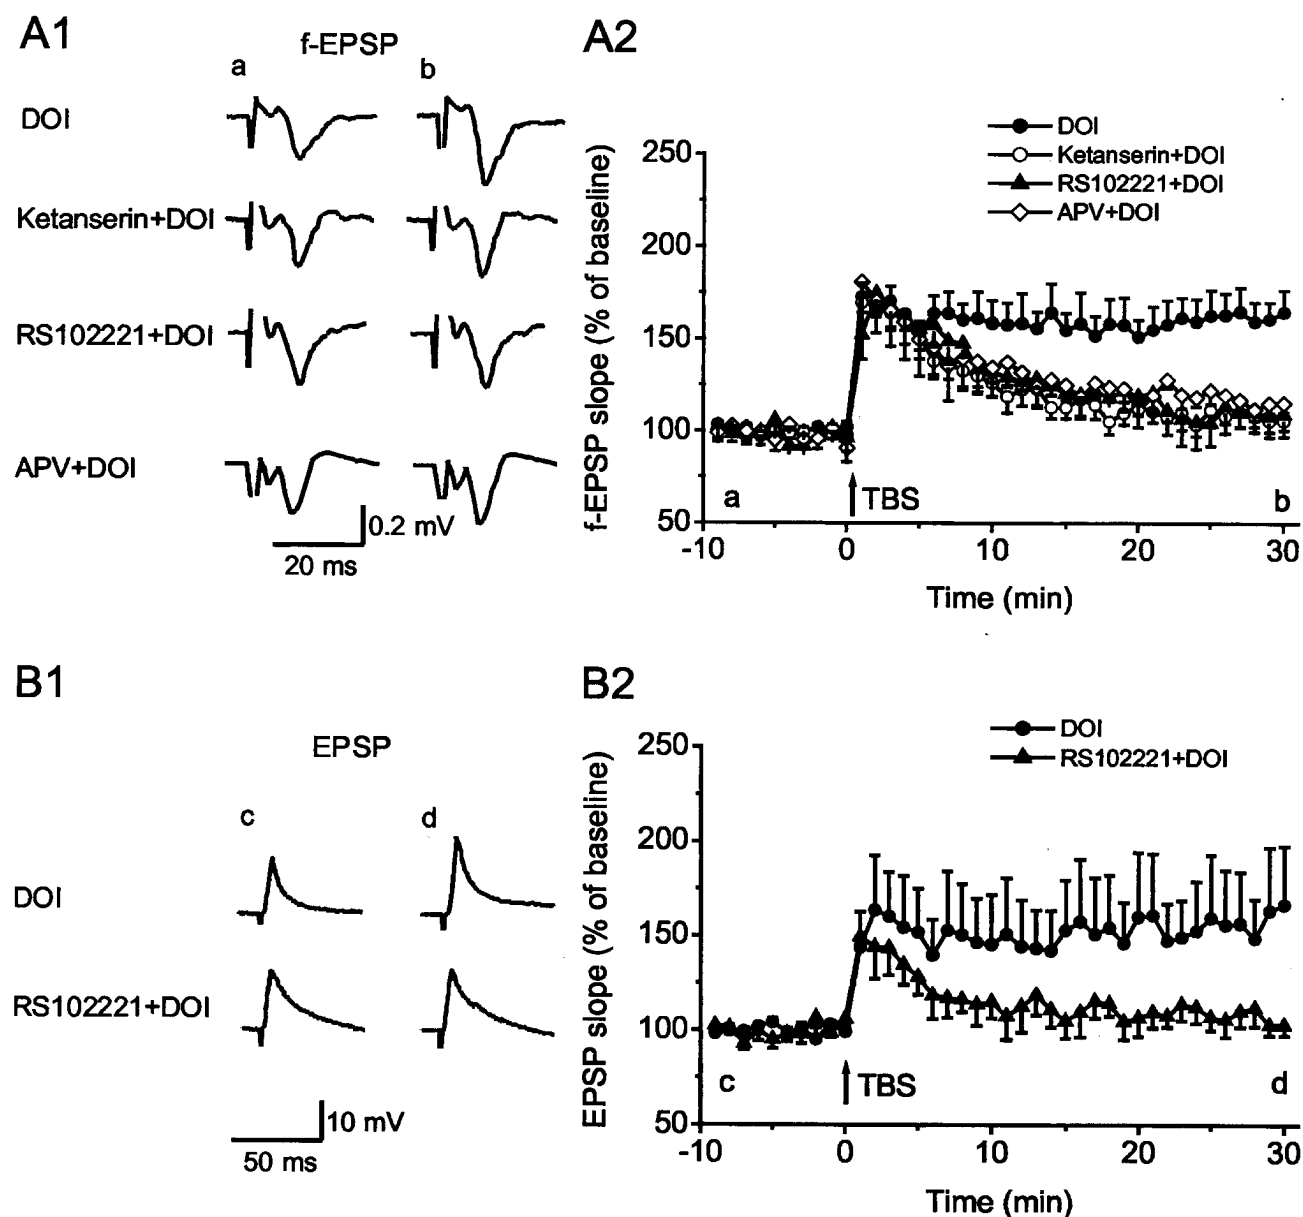 A1
f-EPSP
a b
DOI
Ketanserin+DOI
RS102221+DOI
APV+DOI
0.2 mV
20 ms
A2
DOI
Ketanserin+DOI
RS102221+DOI
APV+DOI
f-EPSP slope (% of baseline)
250
200
150
100
50
a TBS b
-10 0 10 20 30
Time (min)
B1
EPSP
c d
DOI
RS102221+DOI
10 mV
50 ms
B2
DOI
RS102221+DOI
EPSP slope (% of baseline)
250
200
150
100
50
c TBS d
-10 0 10 20 30
Time (min)